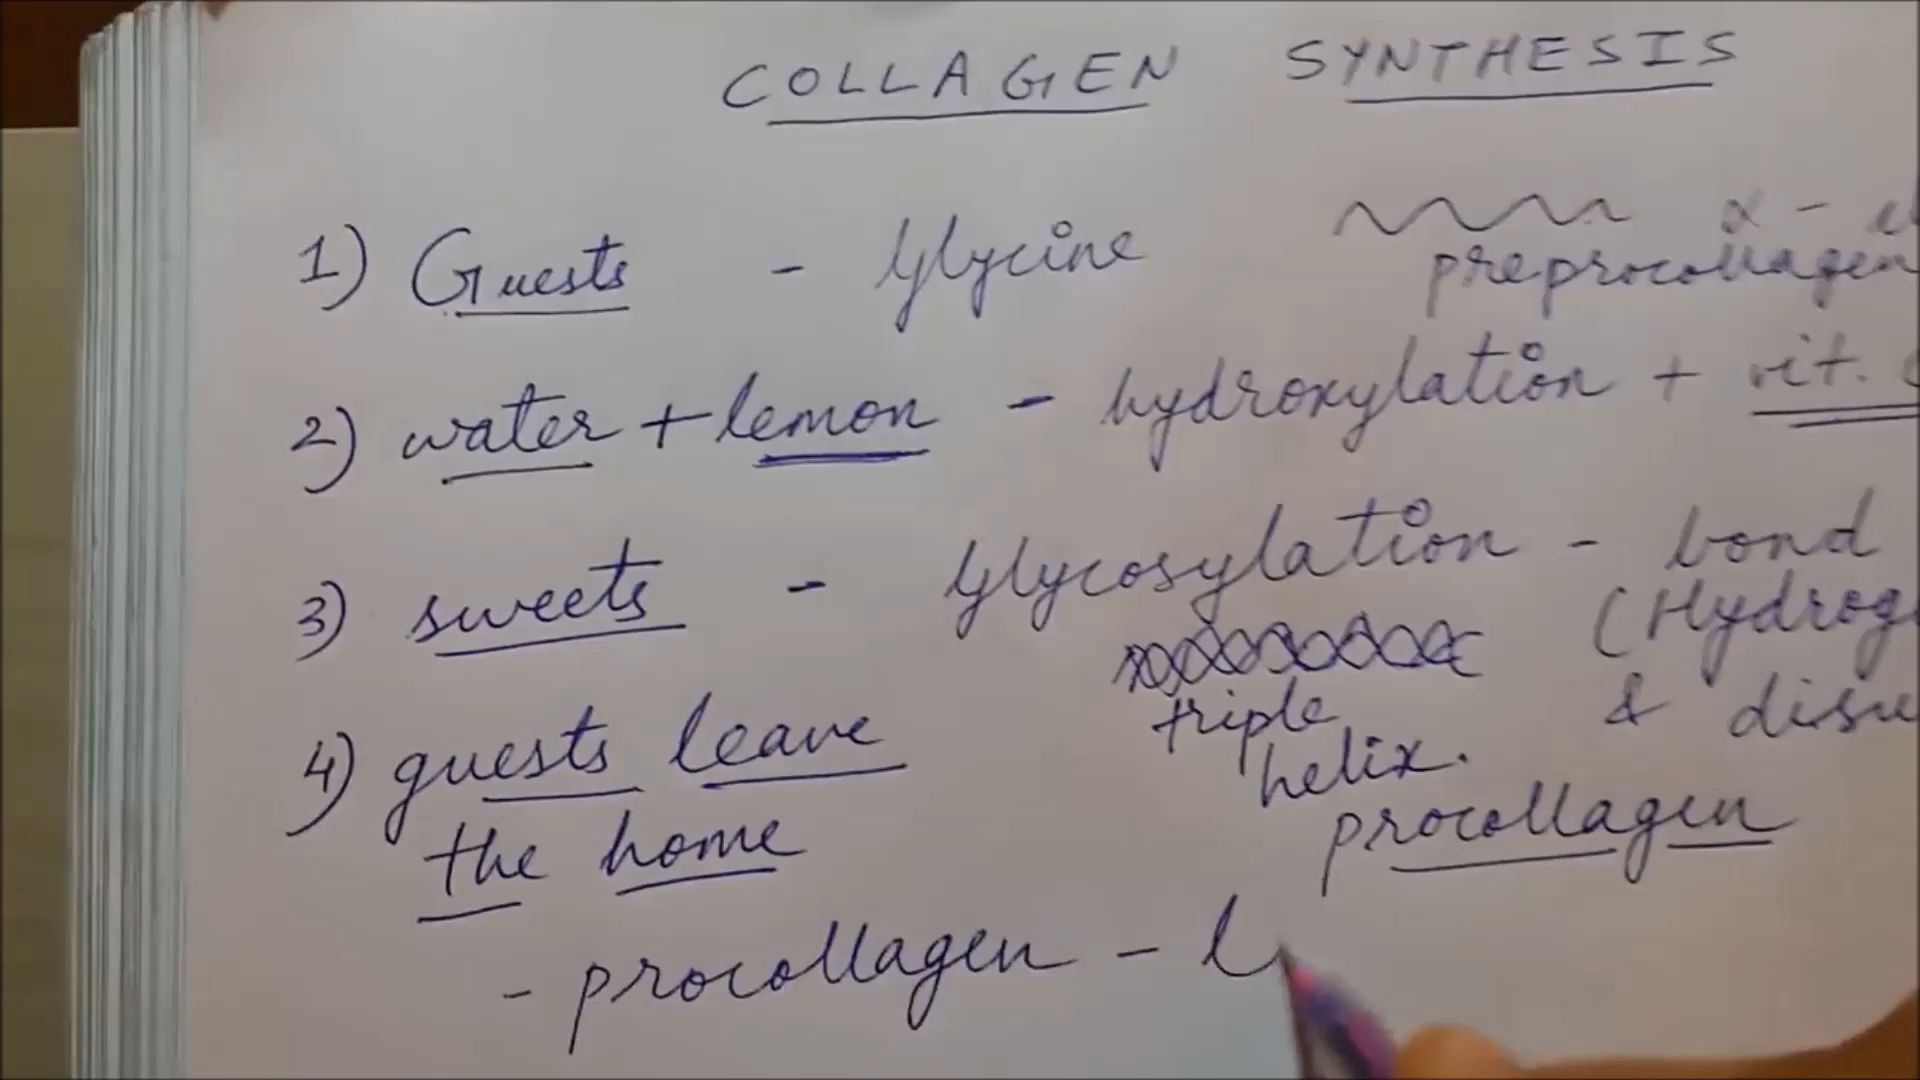 COLLAGEN SYNTHESIS
1) Guests - Glycine
α -
preprocollagen
2) water + lemon - hydroxylation + vit.
3) sweets - Glycosylation - bond
(Hydrog
&
triple
helix.
procollagen
4) guests leave
the home
- procollagen - l